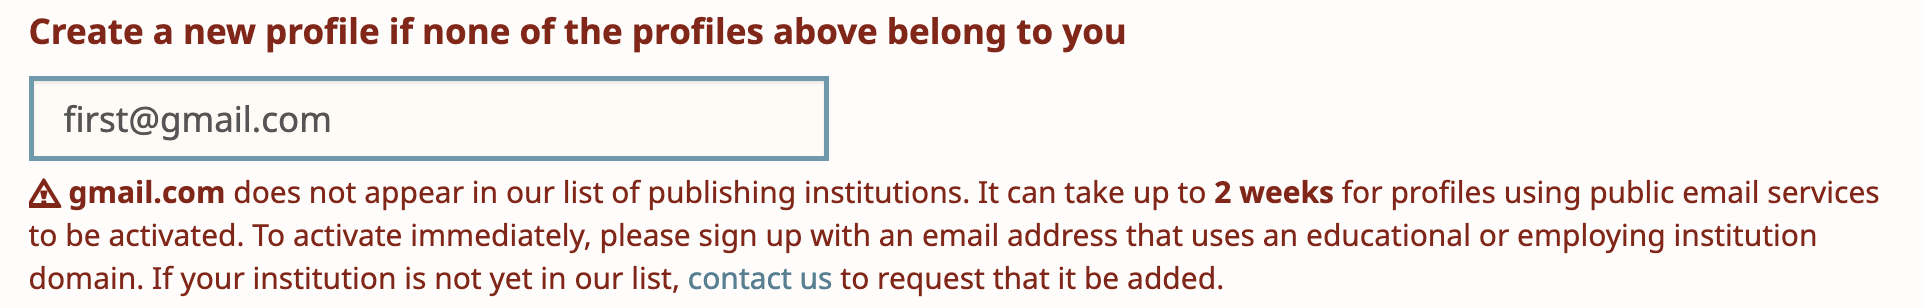 Create a new profile if none of the profiles above belong to you
first@gmail.com
⚠ gmail.com does not appear in our list of publishing institutions. It can take up to 2 weeks for profiles using public email services
to be activated. To activate immediately, please sign up with an email address that uses an educational or employing institution
domain. If your institution is not yet in our list, contact us to request that it be added.